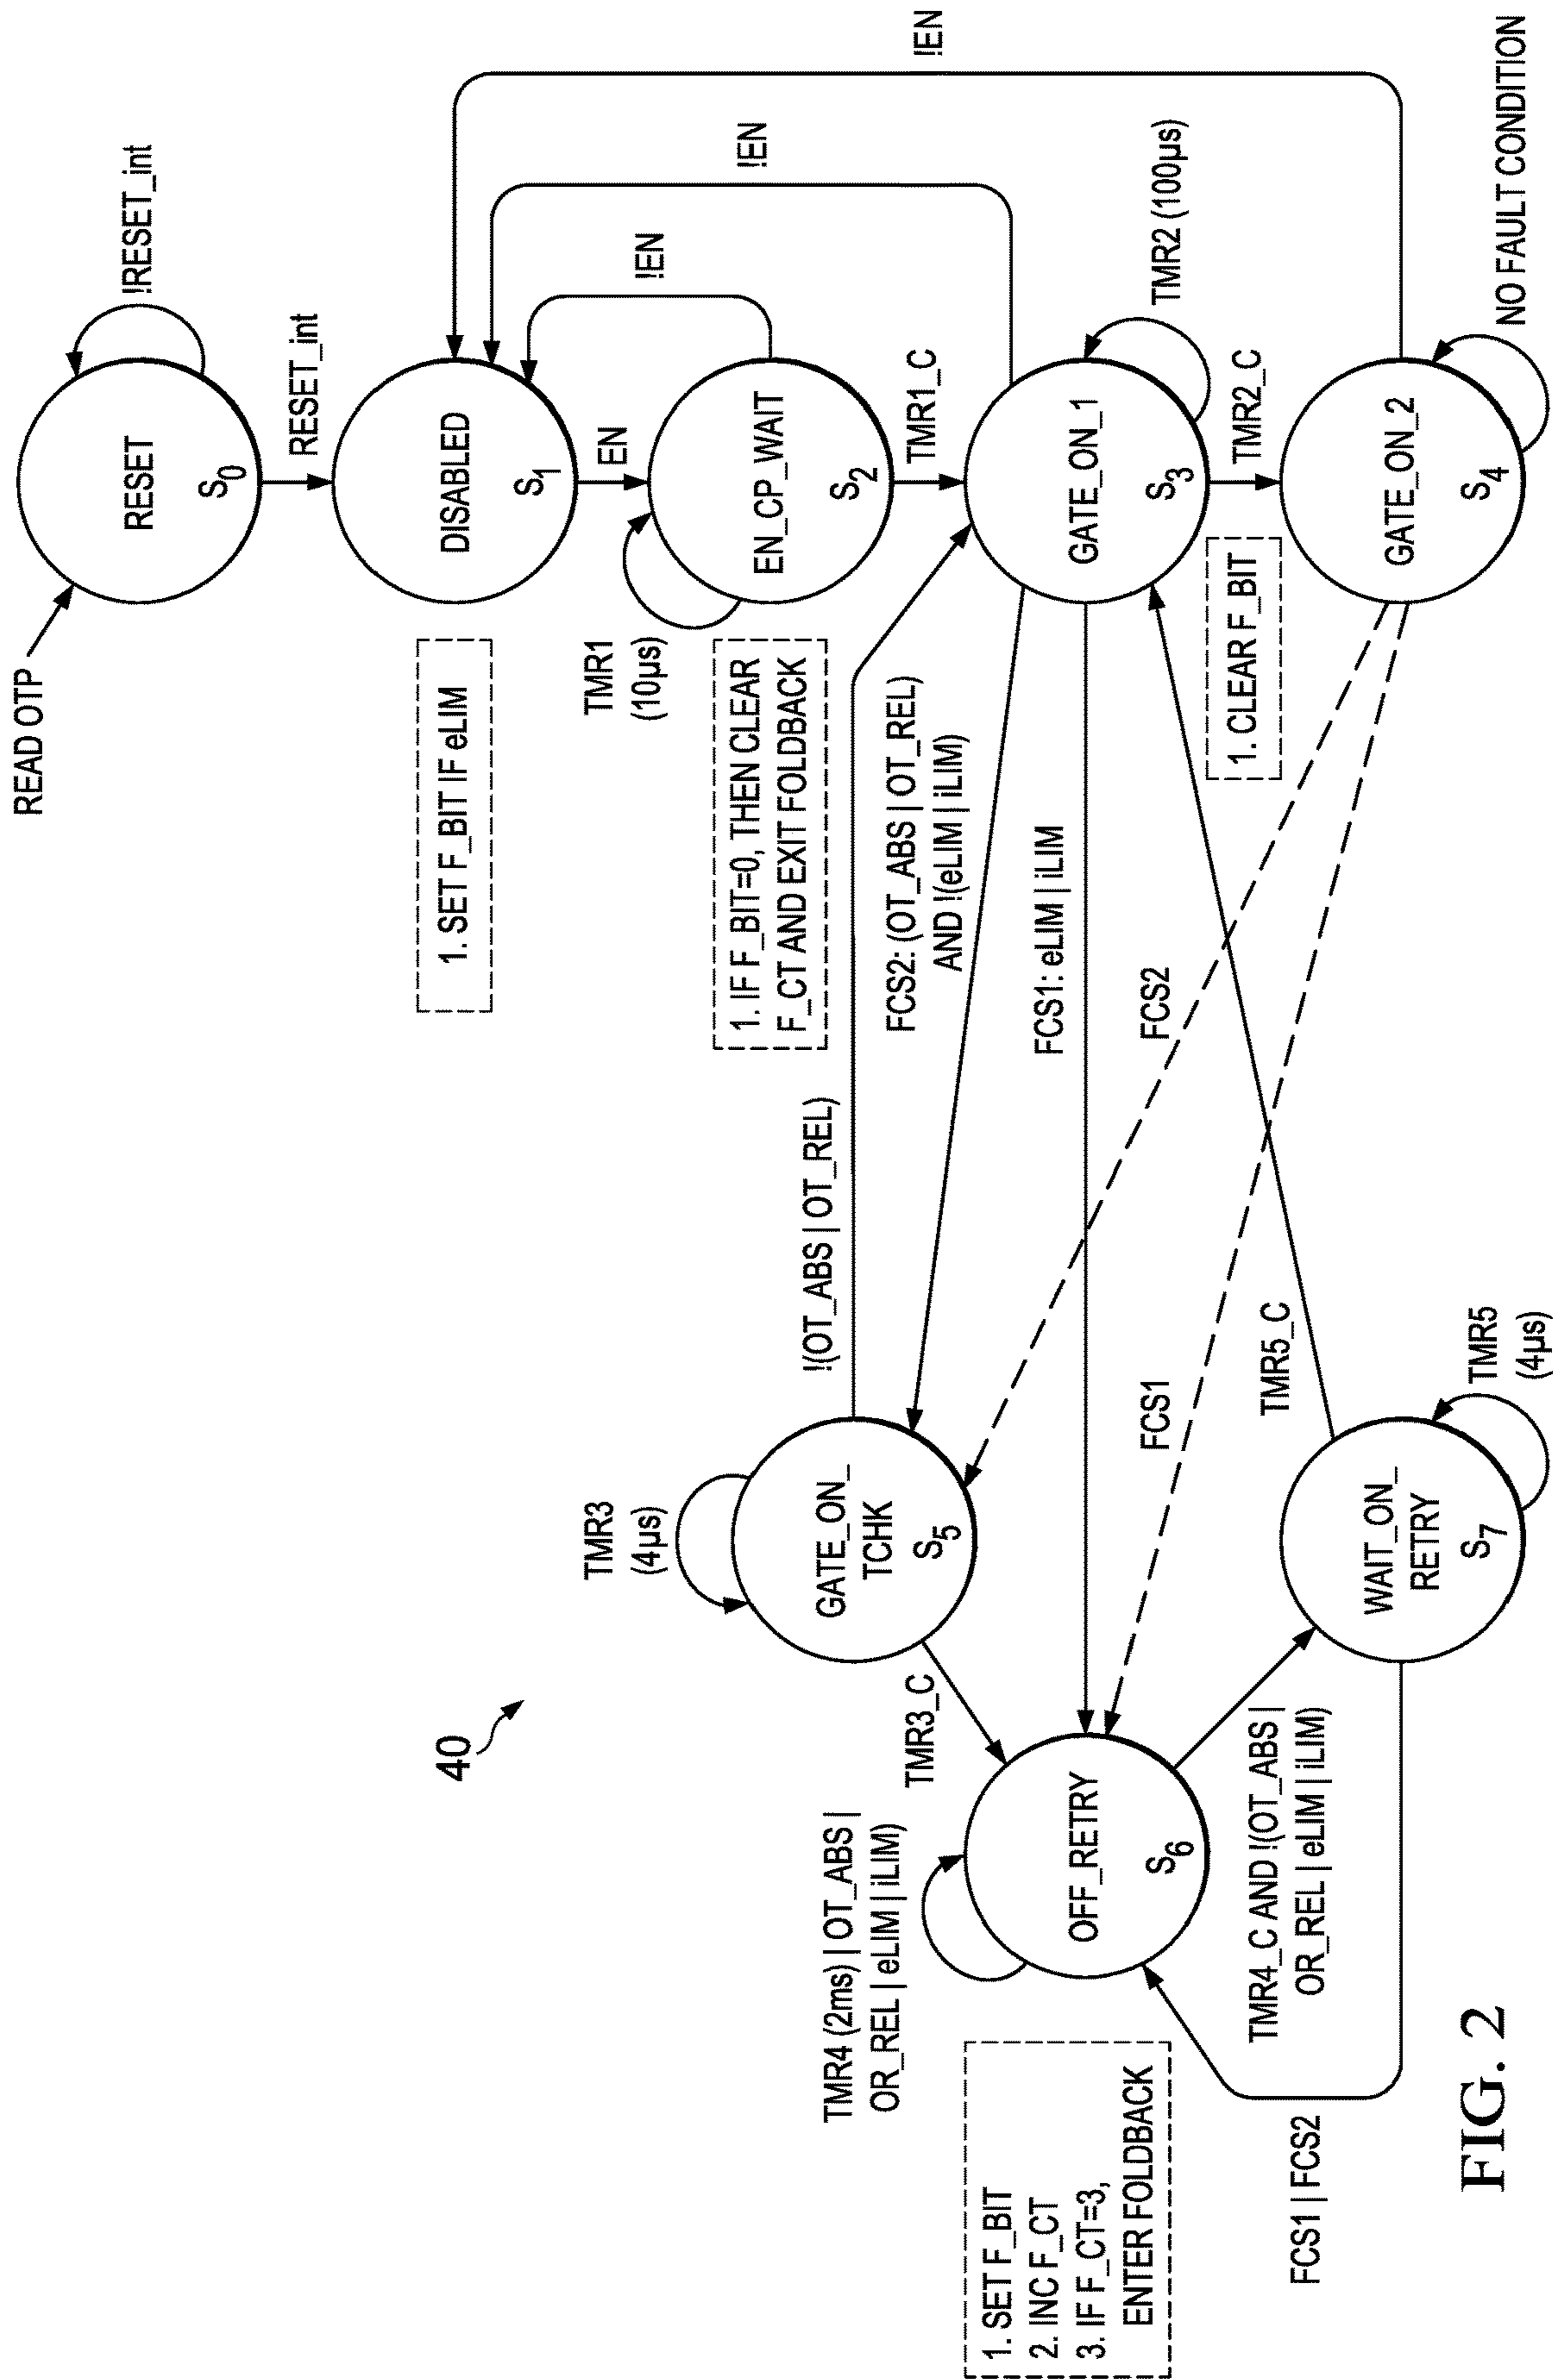 READ OTP
RESET
S0
!RESET_int
RESET_int
1. SET F_BIT IF eLIM
DISABLED
S1
!EN
EN
TMR1
(10µs)
1. IF F_BIT=0, THEN CLEAR
F_CT AND EXIT FOLDBACK
EN_CP_WAIT
S2
!EN
!EN
TMR1_C
TMR3
(4µs)
GATE_ON_
TCHK
S5
!(OT_ABS | OT_REL)
FCS2: (OT_ABS | OT_REL)
AND !(eLIM | iLIM)
GATE_ON_1
S3
TMR2 (100µs)
TMR2_C
1. CLEAR F_BIT
40
TMR3_C
TMR4 (2ms) | OT_ABS |
OR_REL | eLIM | iLIM)
OFF_RETRY
S6
FCS1: eLIM | iLIM
1. SET F_BIT
2. INC F_CT
3. IF F_CT=3,
ENTER FOLDBACK
FCS2
FCS1
TMR5_C
TMR4_C AND !(OT_ABS |
OR_REL | eLIM | iLIM)
FCS1 | FCS2
WAIT_ON_
RETRY
S7
TMR5
(4µs)
GATE_ON_2
S4
NO FAULT CONDITION
FIG. 2